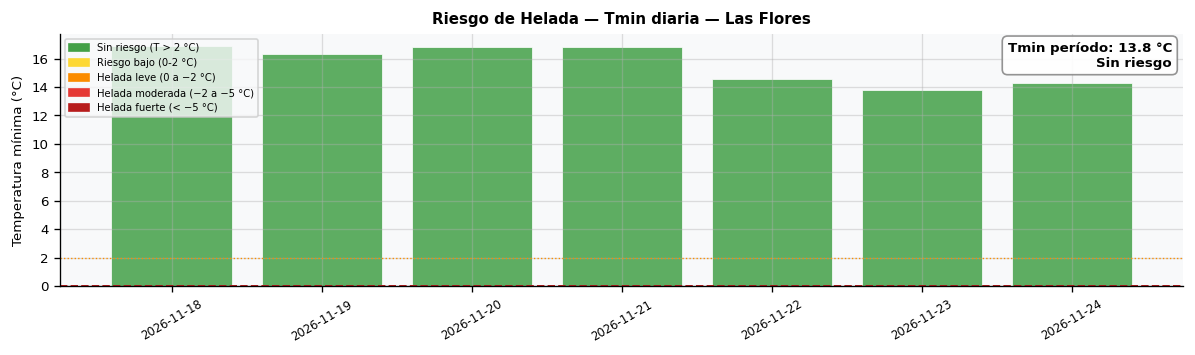 Riesgo de Helada — Tmin diaria — Las Flores
Sin riesgo (T > 2 °C)
Riesgo bajo (0-2 °C)
Helada leve (0 a −2 °C)
Helada moderada (−2 a −5 °C)
Helada fuerte (< −5 °C)
Tmin período: 13.8 °C
Sin riesgo
Temperatura mínima (°C)
16
14
12
10
8
6
4
2
0
2026-11-18
2026-11-19
2026-11-20
2026-11-21
2026-11-22
2026-11-23
2026-11-24